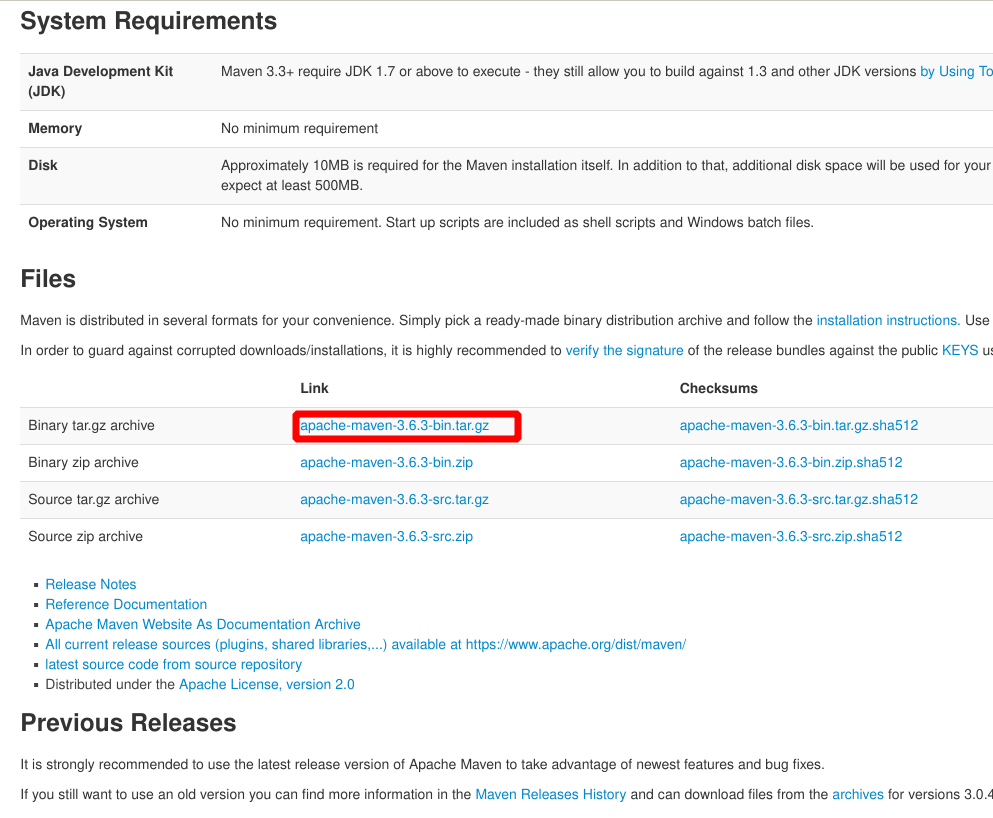 System Requirements
Java Development Kit Maven 3.3+ require JDK 1.7 or above to execute - they still allow you to build against 1.3 and other JDK versions by Using To
(JDK)
Memory No minimum requirement
Disk Approximately 10MB is required for the Maven installation itself. In addition to that, additional disk space will be used for your
expect at least 500MB.
Operating System No minimum requirement. Start up scripts are included as shell scripts and Windows batch files.
Files
Maven is distributed in several formats for your convenience. Simply pick a ready-made binary distribution archive and follow the installation instructions. Use
In order to guard against corrupted downloads/installations, it is highly recommended to verify the signature of the release bundles against the public KEYS us
Link Checksums
Binary tar.gz archive apache-maven-3.6.3-bin.tar.gz apache-maven-3.6.3-bin.tar.gz.sha512
Binary zip archive apache-maven-3.6.3-bin.zip apache-maven-3.6.3-bin.zip.sha512
Source tar.gz archive apache-maven-3.6.3-src.tar.gz apache-maven-3.6.3-src.tar.gz.sha512
Source zip archive apache-maven-3.6.3-src.zip apache-maven-3.6.3-src.zip.sha512
Release Notes
Reference Documentation
Apache Maven Website As Documentation Archive
All current release sources (plugins, shared libraries,...) available at https://www.apache.org/dist/maven/
latest source code from source repository
Distributed under the Apache License, version 2.0
Previous Releases
It is strongly recommended to use the latest release version of Apache Maven to take advantage of newest features and bug fixes.
If you still want to use an old version you can find more information in the Maven Releases History and can download files from the archives for versions 3.0.4